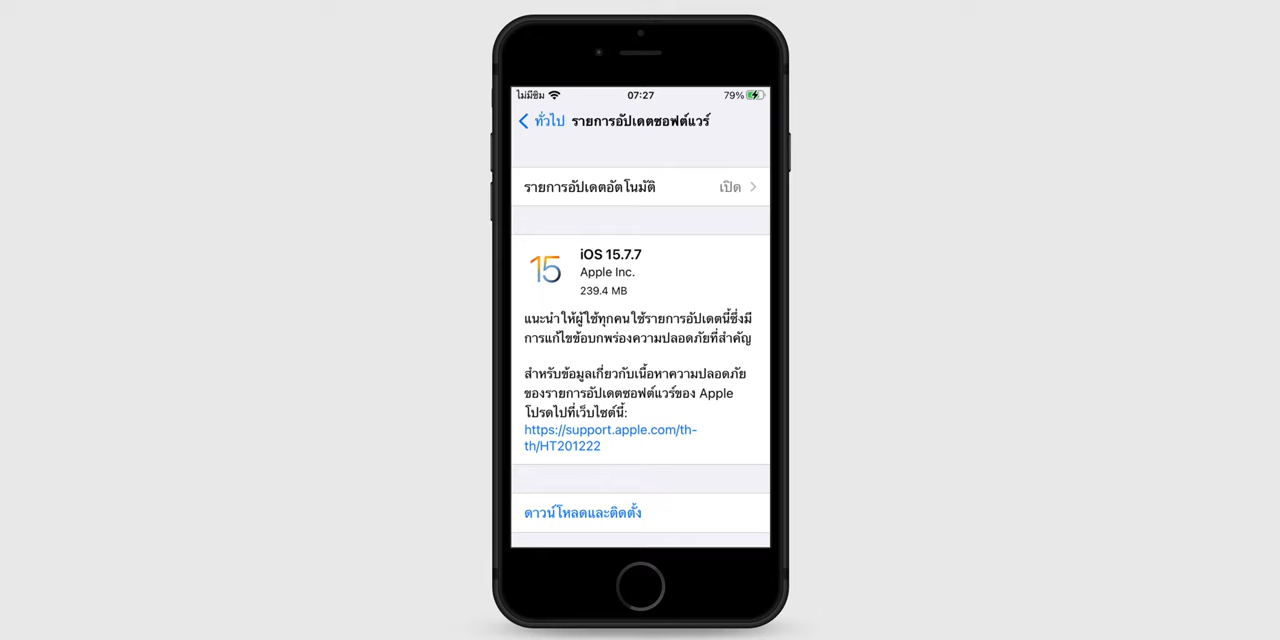 ไม่มีซิม 07:27 79%
ทั่วไป รายการอัปเดตซอฟต์แวร์
รายการอัปเดตอัตโนมัติ เปิด
15 iOS 15.7.7
Apple Inc.
239.4 MB
แนะนำให้ผู้ใช้ทุกคนใช้รายการอัปเดตนี้ซึ่งมี
การแก้ไขข้อบกพร่องความปลอดภัยที่สำคัญ
สำหรับข้อมูลเกี่ยวกับเนื้อหาความปลอดภัย
ของรายการอัปเดตซอฟต์แวร์ของ Apple
โปรดไปที่เว็บไซต์นี้:
https://support.apple.com/th-
th/HT201222
ดาวน์โหลดและติดตั้ง